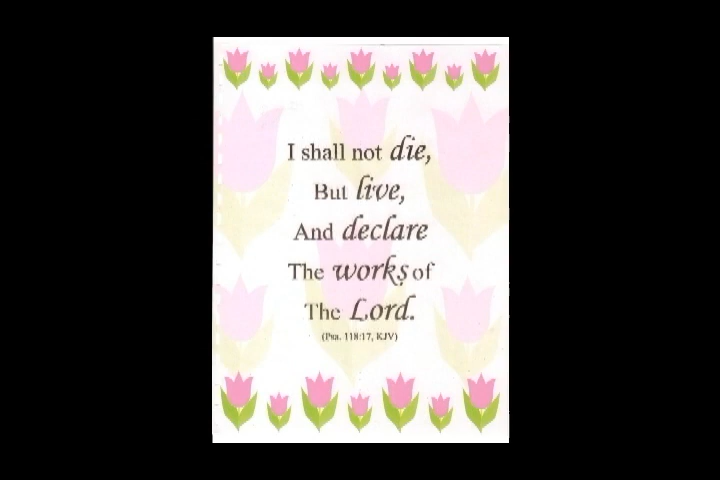 I shall not die,
But live,
And declare
The works of
The Lord.
(Psa. 118:17, KJV)